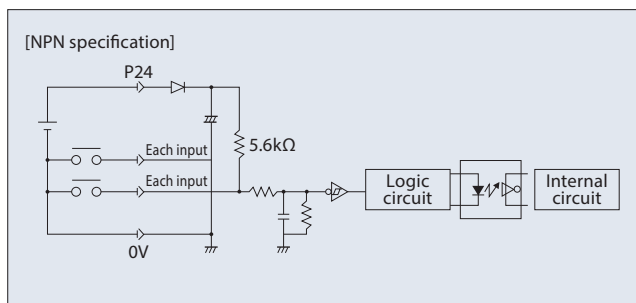 [NPN specification]
P24
Each input
5.6kΩ
Each input
Logic
circuit
Internal
circuit
0V